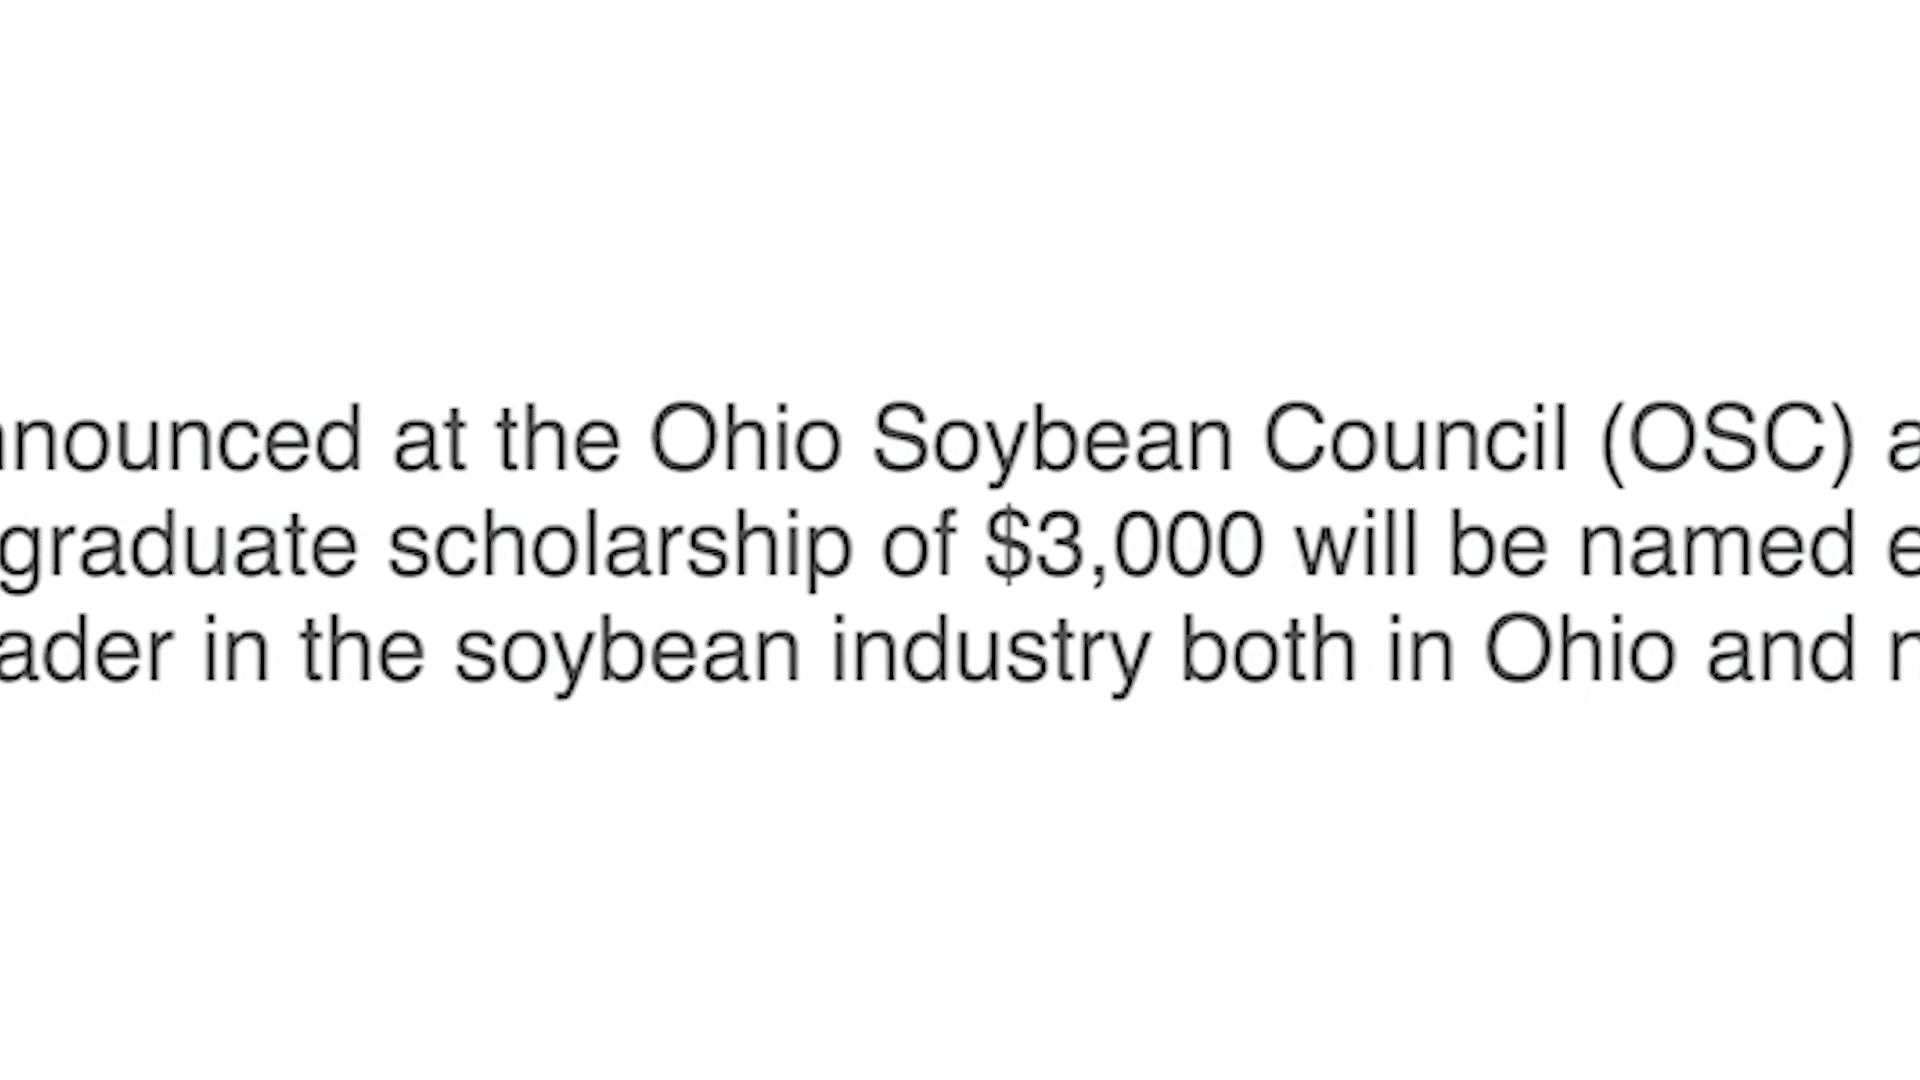 nnounced at the Ohio Soybean Council (OSC) a
graduate scholarship of $3,000 will be named e
ader in the soybean industry both in Ohio and n